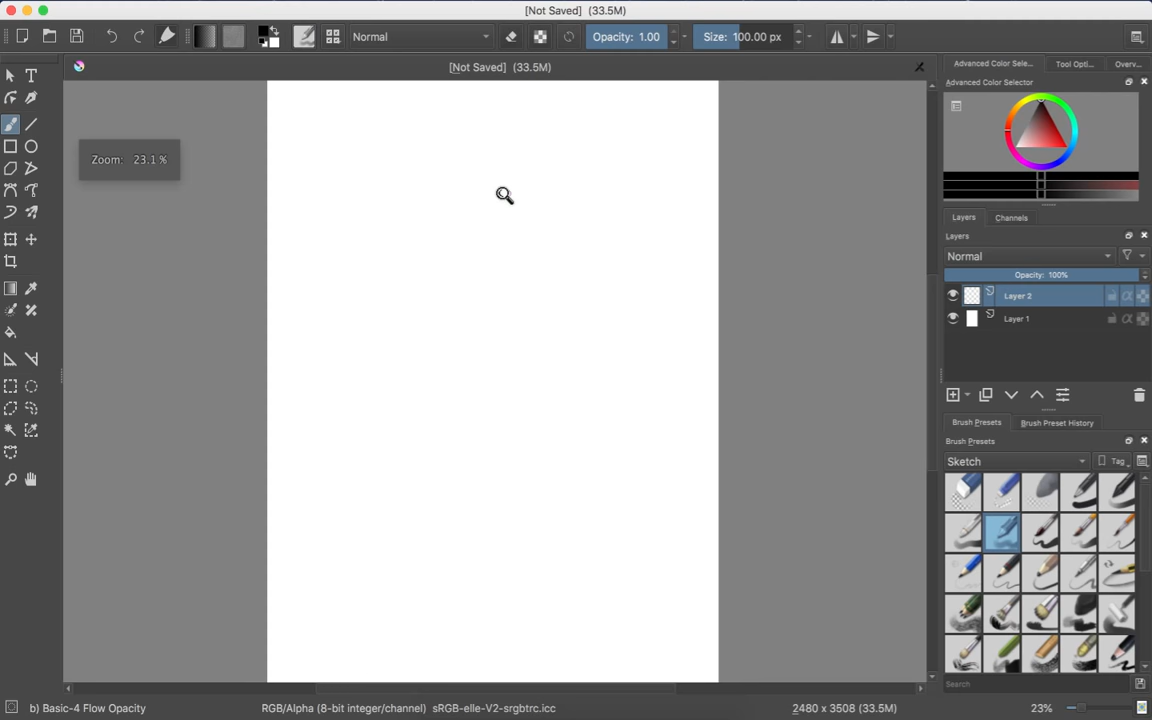 [Not Saved] (33.5M)
Normal
Opacity: 1.00
Size: 100.00 px
[Not Saved] (33.5M)
Advanced Color Sele...
Tool Opti...
Overv...
Advanced Color Selector
Zoom: 23.1 %
Layers
Channels
Layers
Normal
Opacity: 100%
Layer 2
Layer 1
Brush Presets
Brush Preset History
Brush Presets
Sketch
Tag
Search
b) Basic-4 Flow Opacity
RGB/Alpha (8-bit integer/channel) sRGB-elle-V2-srgbtrc.icc
2480 x 3508 (33.5M)
23%